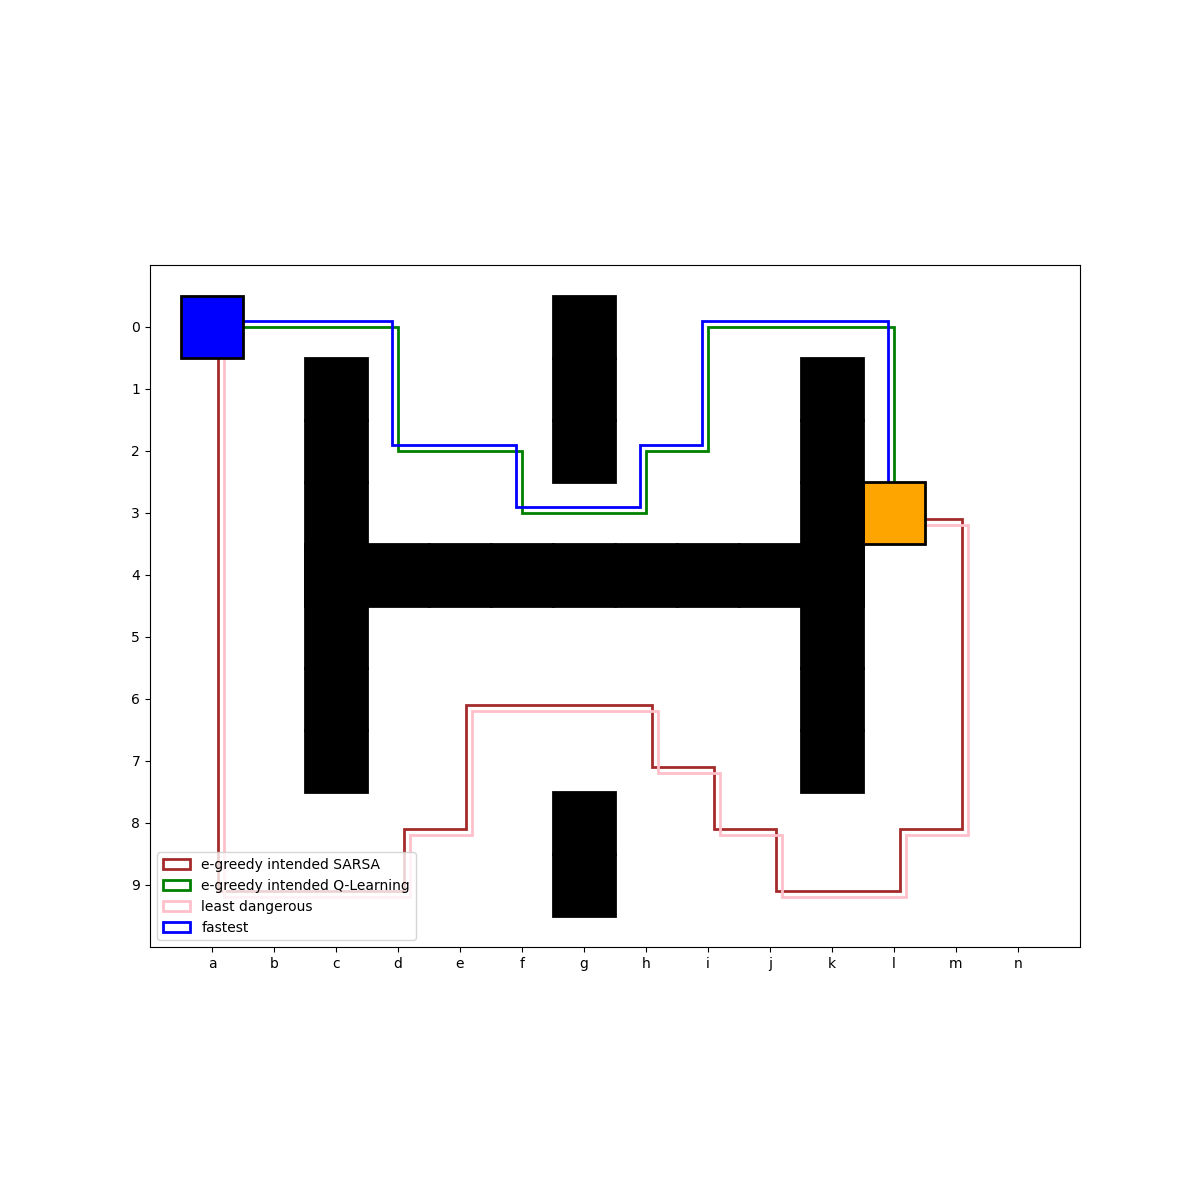 0
1
2
3
4
5
6
7
8
9
e-greedy intended SARSA
e-greedy intended Q-Learning
least dangerous
fastest
a b c d e f g h i j k l m n